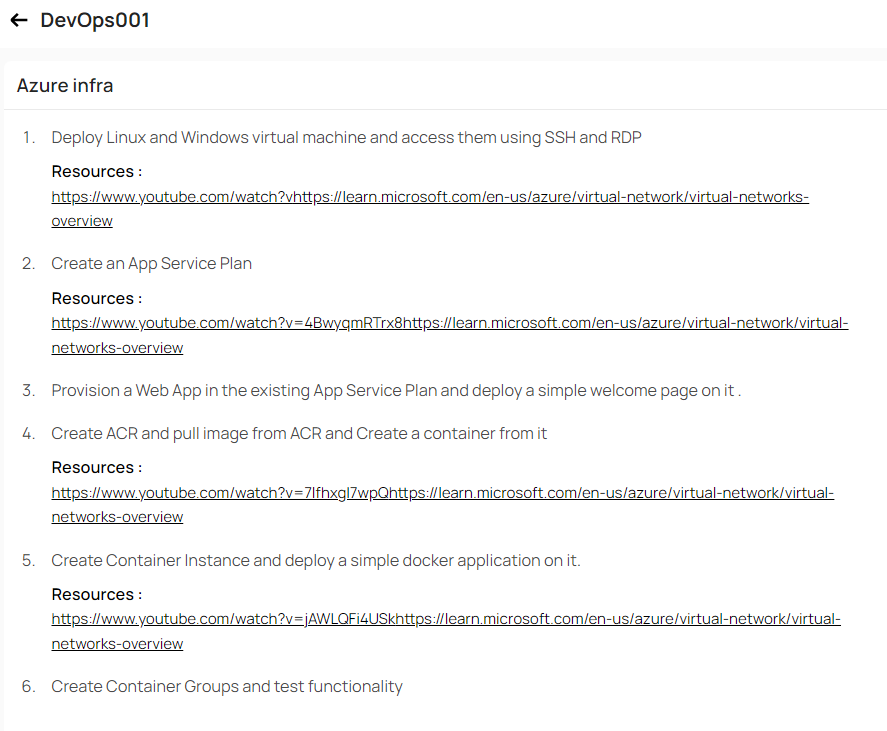 ← DevOps001
Azure infra
1. Deploy Linux and Windows virtual machine and access them using SSH and RDP
Resources :
https://www.youtube.com/watch?vhttps://learn.microsoft.com/en-us/azure/virtual-network/virtual-networks-
overview
2. Create an App Service Plan
Resources :
https://www.youtube.com/watch?v=4BwyqmRTrx8https://learn.microsoft.com/en-us/azure/virtual-network/virtual-
networks-overview
3. Provision a Web App in the existing App Service Plan and deploy a simple welcome page on it .
4. Create ACR and pull image from ACR and Create a container from it
Resources :
https://www.youtube.com/watch?v=7lfhxgI7wpQhttps://learn.microsoft.com/en-us/azure/virtual-network/virtual-
networks-overview
5. Create Container Instance and deploy a simple docker application on it.
Resources :
https://www.youtube.com/watch?v=jAWLQFi4USkhttps://learn.microsoft.com/en-us/azure/virtual-network/virtual-
networks-overview
6. Create Container Groups and test functionality